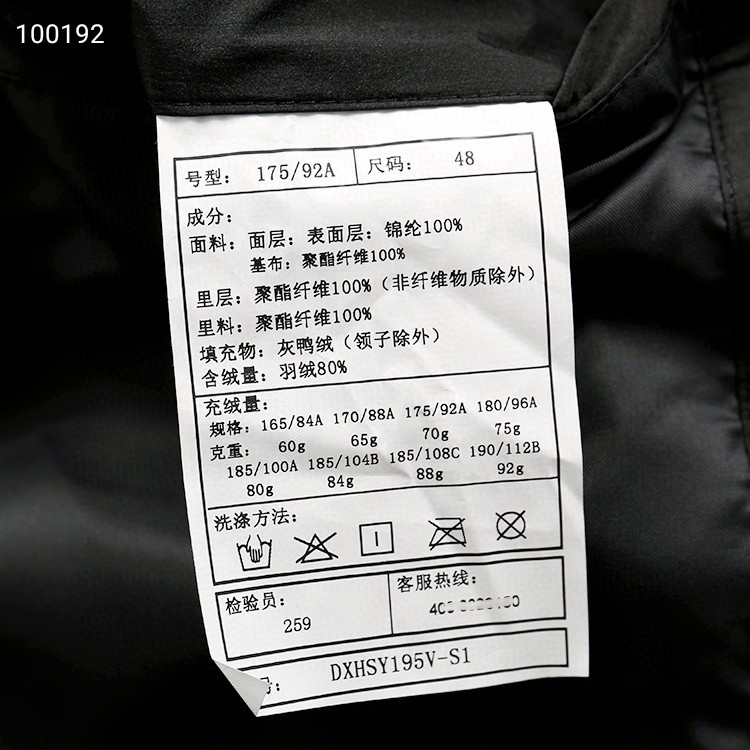 100192
号型： 175/92A 尺码： 48
成分：
面料：面层：表面层：锦纶100%
基布：聚酯纤维100%
里层：聚酯纤维100%（非纤维物质除外）
里料：聚酯纤维100%
填充物：灰鸭绒（领子除外）
含绒量：羽绒80%
充绒量：
规格：165/84A 170/88A 175/92A 180/96A
克重： 60g 65g 70g 75g
185/100A 185/104B 185/108C 190/112B
80g 84g 88g 92g
洗涤方法：
检验员： 客服热线：
259
号： DXHSY195V-S1